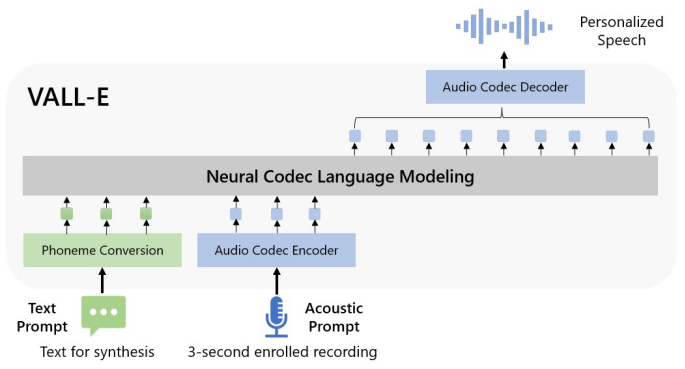 Personalized
Speech
VALL-E
Audio Codec Decoder
Neural Codec Language Modeling
Phoneme Conversion
Audio Codec Encoder
Text
Prompt
Acoustic
Prompt
Text for synthesis
3-second enrolled recording